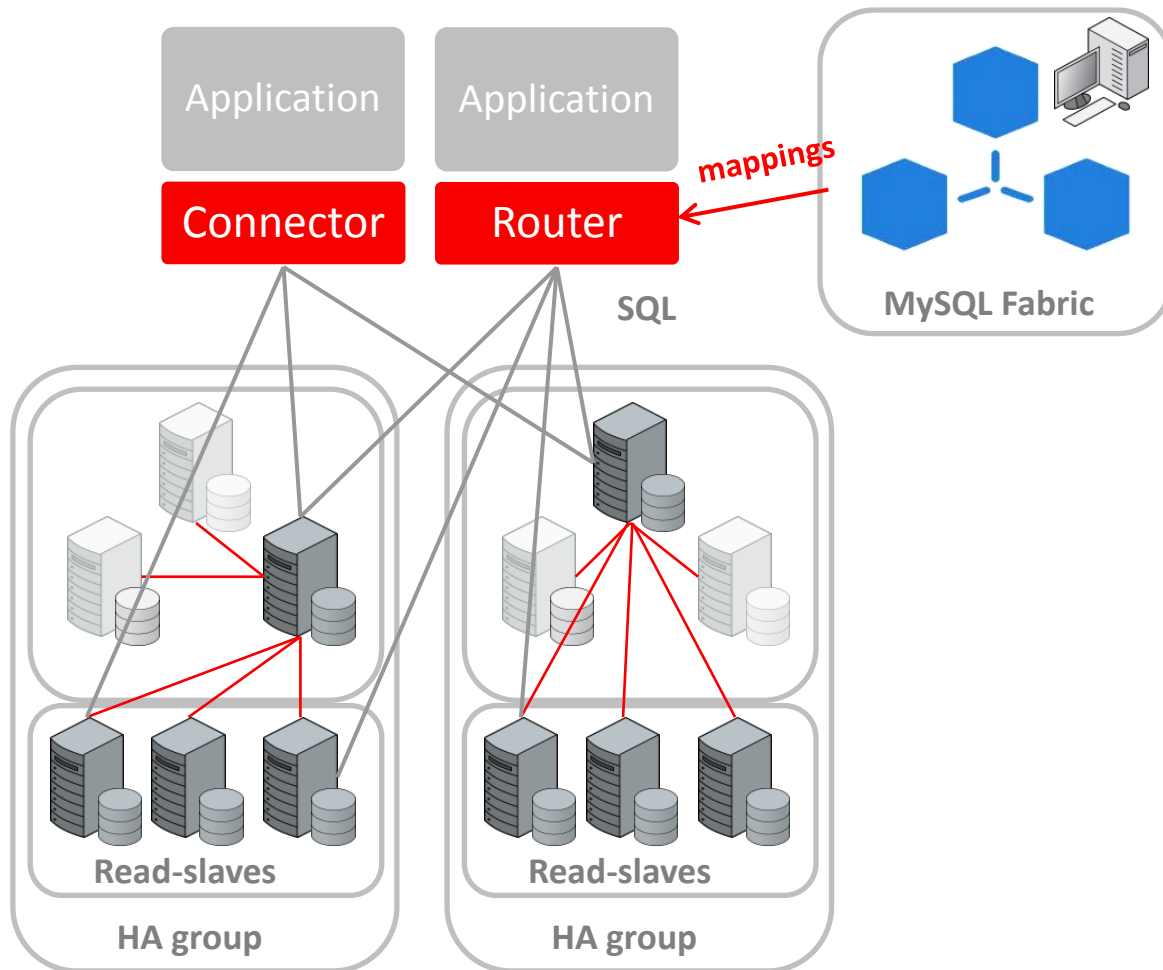 Application
Application
mappings
Connector
Router
SQL
MySQL Fabric
Read-slaves
Read-slaves
HA group
HA group